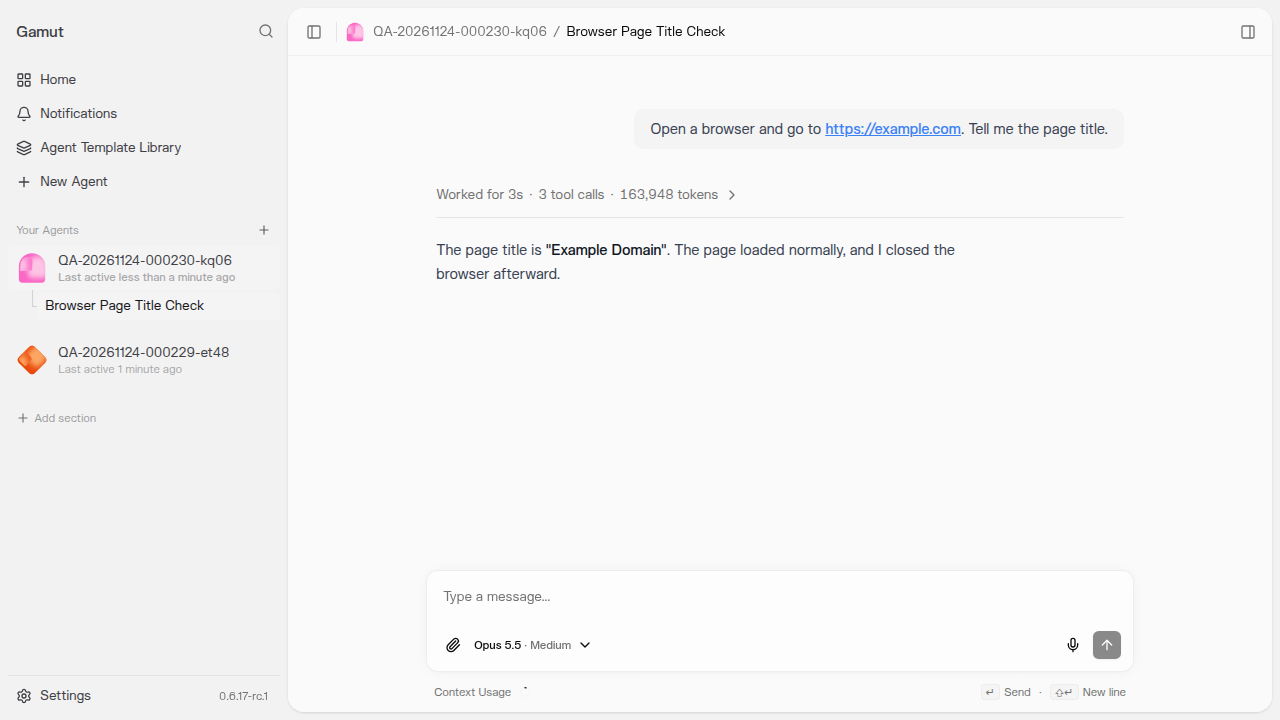 Gamut
Home
Notifications
Agent Template Library
New Agent
Your Agents
QA-20261124-000230-kq06
Last active less than a minute ago
Browser Page Title Check
QA-20261124-000229-et48
Last active 1 minute ago
Add section
Settings
0.6.17-rc.1
QA-20261124-000230-kq06 / Browser Page Title Check
Open a browser and go to https://example.com. Tell me the page title.
Worked for 3s · 3 tool calls · 163,948 tokens
The page title is "Example Domain". The page loaded normally, and I closed the
browser afterward.
Type a message...
Opus 5.5 · Medium
Context Usage
Send · New line